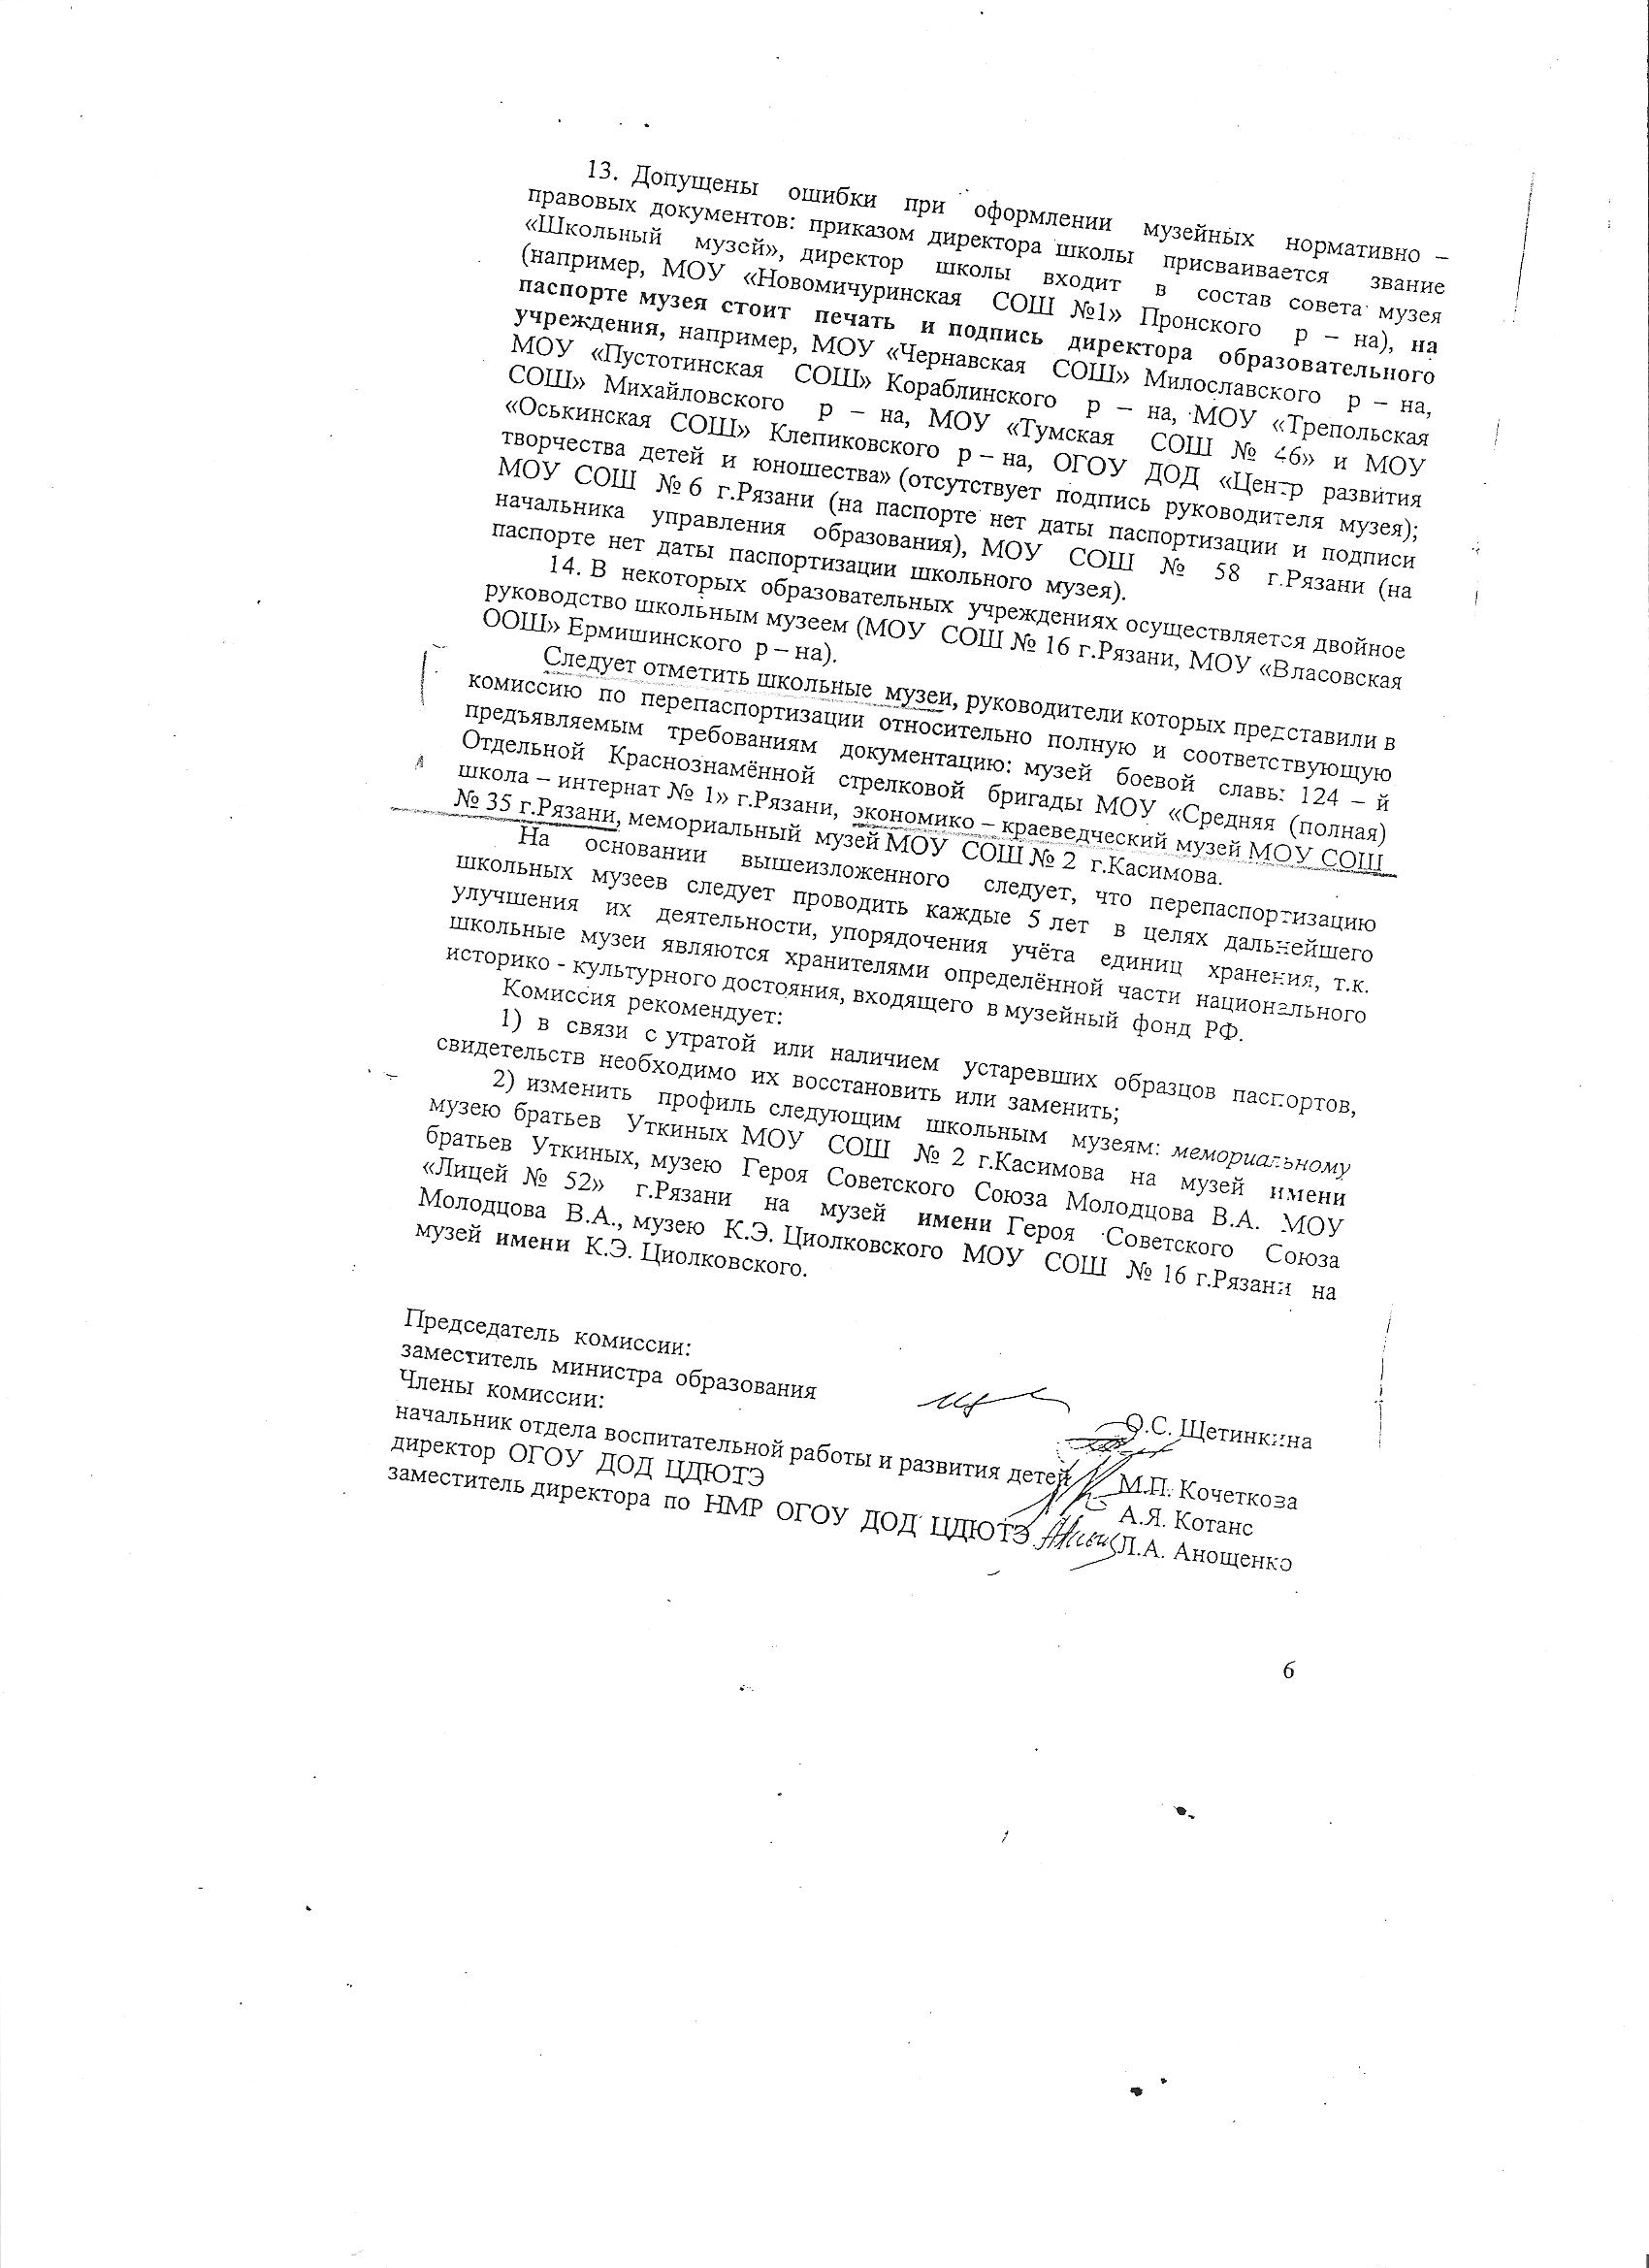 13. Допущены ошибки при оформлении музейных нормативно –
правовых документов: приказом директора школы присваивается звание
«Школьный музей», директор школы входит в состав совета музея
(например, МОУ «Новомичуринская СОШ №1» Пронского р – на), на
паспорте музея стоит печать и подпись директора образовательного
учреждения, например, МОУ «Чернавская СОШ» Милославского р – на,
МОУ «Пустотинская СОШ» Кораблинского р – на, МОУ «Трепольская
СОШ» Михайловского р – на, МОУ «Тумская СОШ № 46» и МОУ
«Оськинская СОШ» Клепиковского р – на, ОГОУ ДОД «Центр развития
творчества детей и юношества» (отсутствует подпись руководителя музея);
МОУ СОШ № 6 г.Рязани (на паспорте нет даты паспортизации и подписи
начальника управления образования), МОУ СОШ № 58 г.Рязани (на
паспорте нет даты паспортизации школьного музея).
14. В некоторых образовательных учреждениях осуществляется двойное
руководство школьным музеем (МОУ СОШ № 16 г.Рязани, МОУ «Власовская
ООШ» Ермишинского р – на).
Следует отметить школьные музеи, руководители которых представили в
комиссию по перепаспортизации относительно полную и соответствующую
предъявляемым требованиям документацию: музей боевой славы: 124 – й
Отдельной Краснознамённой стрелковой бригады МОУ «Средняя (полная)
школа – интернат № 1» г.Рязани, экономико – краеведческий музей МОУ СОШ
№ 35 г.Рязани, мемориальный музей МОУ СОШ № 2 г.Касимова.
На основании вышеизложенного следует, что перепаспортизацию
школьных музеев следует проводить каждые 5 лет в целях дальнейшего
улучшения их деятельности, упорядочения учёта единиц хранения, т.к.
школьные музеи являются хранителями определённой части национального
историко - культурного достояния, входящего в музейный фонд РФ.
Комиссия рекомендует:
1) в связи с утратой или наличием устаревших образцов паспортов,
свидетельств необходимо их восстановить или заменить;
2) изменить профиль следующим школьным музеям: мемориальному
музею братьев Уткиных МОУ СОШ № 2 г.Касимова на музей имени
братьев Уткиных, музею Героя Советского Союза Молодцова В.А. МОУ
«Лицей № 52» г.Рязани на музей имени Героя Советского Союза
Молодцова В.А., музею К.Э. Циолковского МОУ СОШ № 16 г.Рязани на
музей имени К.Э. Циолковского.
Председатель комиссии:
заместитель министра образования О.С. Щетинкина
Члены комиссии:
начальник отдела воспитательной работы и развития детей М.П. Кочеткова
директор ОГОУ ДОД ЦДЮТЭ А.Я. Котанс
заместитель директора по НМР ОГОУ ДОД ЦДЮТЭ Л.А. Анощенко
6